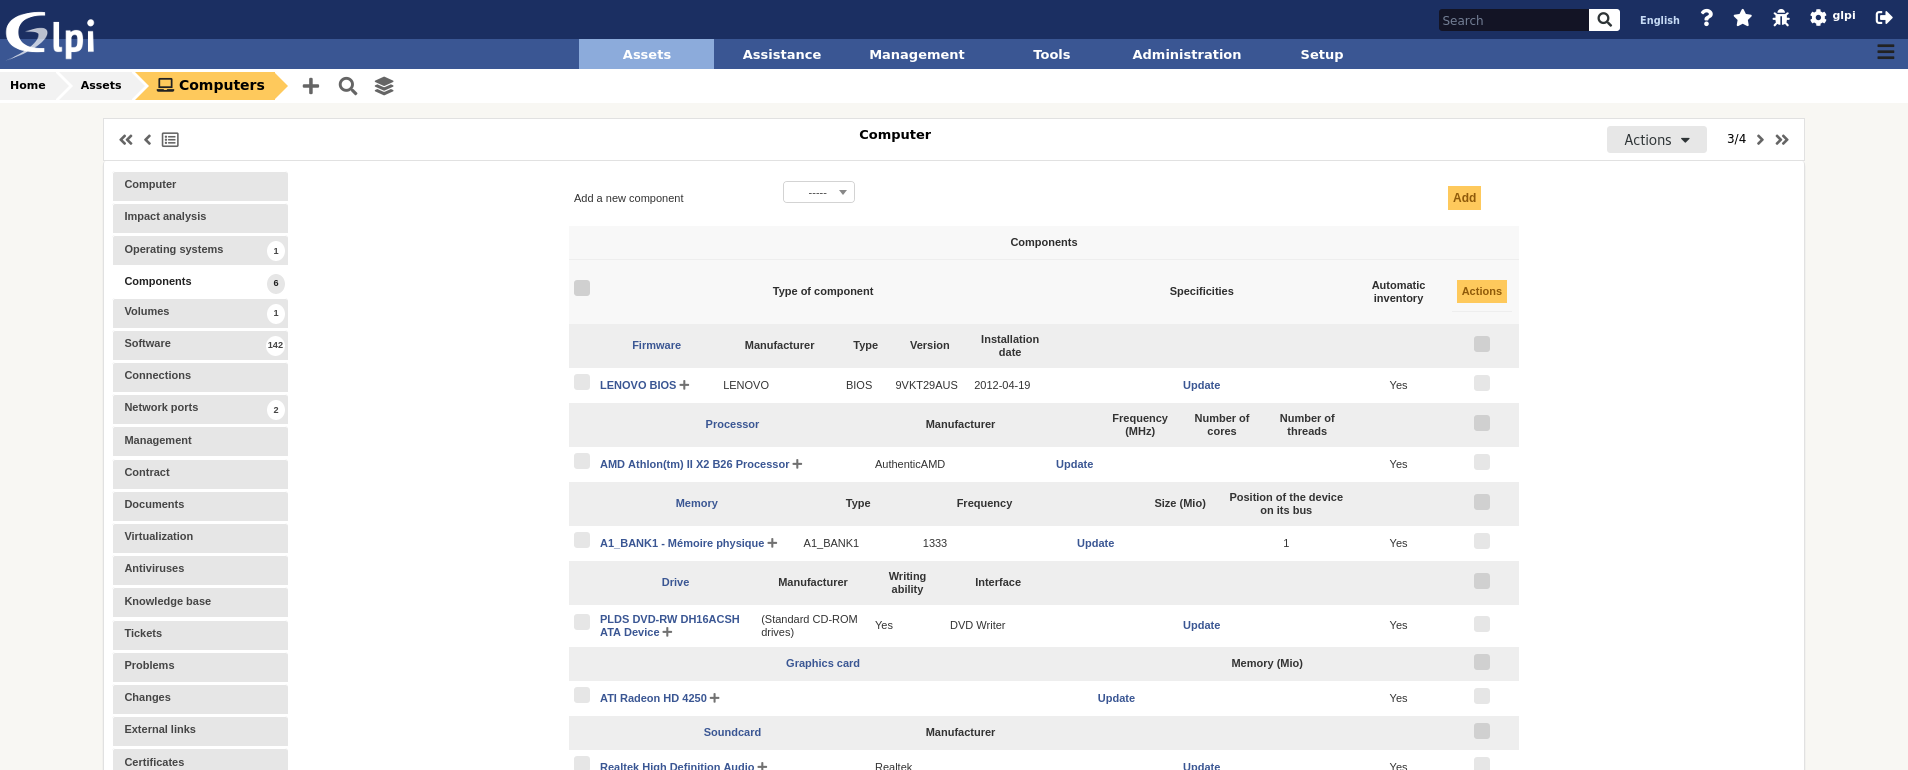 Glpi
Search
English
glpi
Assets Assistance Management Tools Administration Setup
Home Assets Computers
Computer
Actions
3/4
Computer
Impact analysis
Operating systems 1
Components 6
Volumes 1
Software 142
Connections
Network ports 2
Management
Contract
Documents
Virtualization
Antiviruses
Knowledge base
Tickets
Problems
Changes
External links
Certificates
Add a new component ----- Add
Components
Type of component Specificities Automatic
inventory Actions
Firmware Manufacturer Type Version Installation
date
LENOVO BIOS LENOVO BIOS 9VKT29AUS 2012-04-19 Update Yes
Processor Manufacturer Frequency
(MHz) Number of
cores Number of
threads
AMD Athlon(tm) II X2 B26 Processor AuthenticAMD Update Yes
Memory Type Frequency Size (Mio) Position of the device
on its bus
A1_BANK1 - Mémoire physique A1_BANK1 1333 Update 1 Yes
Drive Manufacturer Writing
ability Interface
PLDS DVD-RW DH16ACSH
ATA Device (Standard CD-ROM
drives) Yes DVD Writer Update Yes
Graphics card Memory (Mio)
ATI Radeon HD 4250 Update Yes
Soundcard Manufacturer
Realtek High Definition Audio Realtek Update Yes